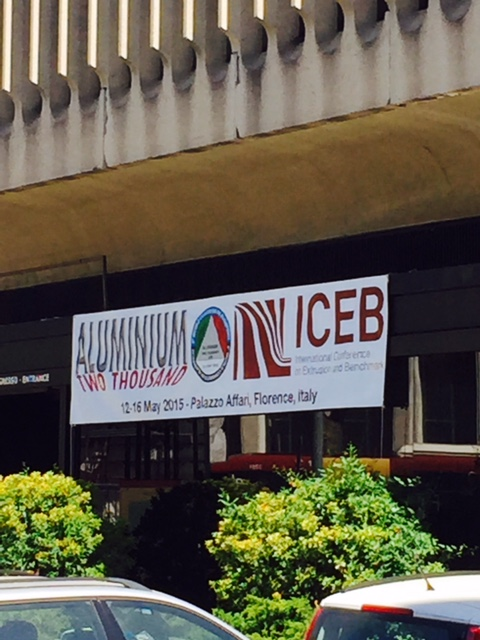 ALUMINIUM
TWO THOUSAND
ICEB
International Conference
on Extrusion and Benchmark
12-16 May 2015 - Palazzo Affari, Florence, Italy
INGRESSO - ENTRANCE